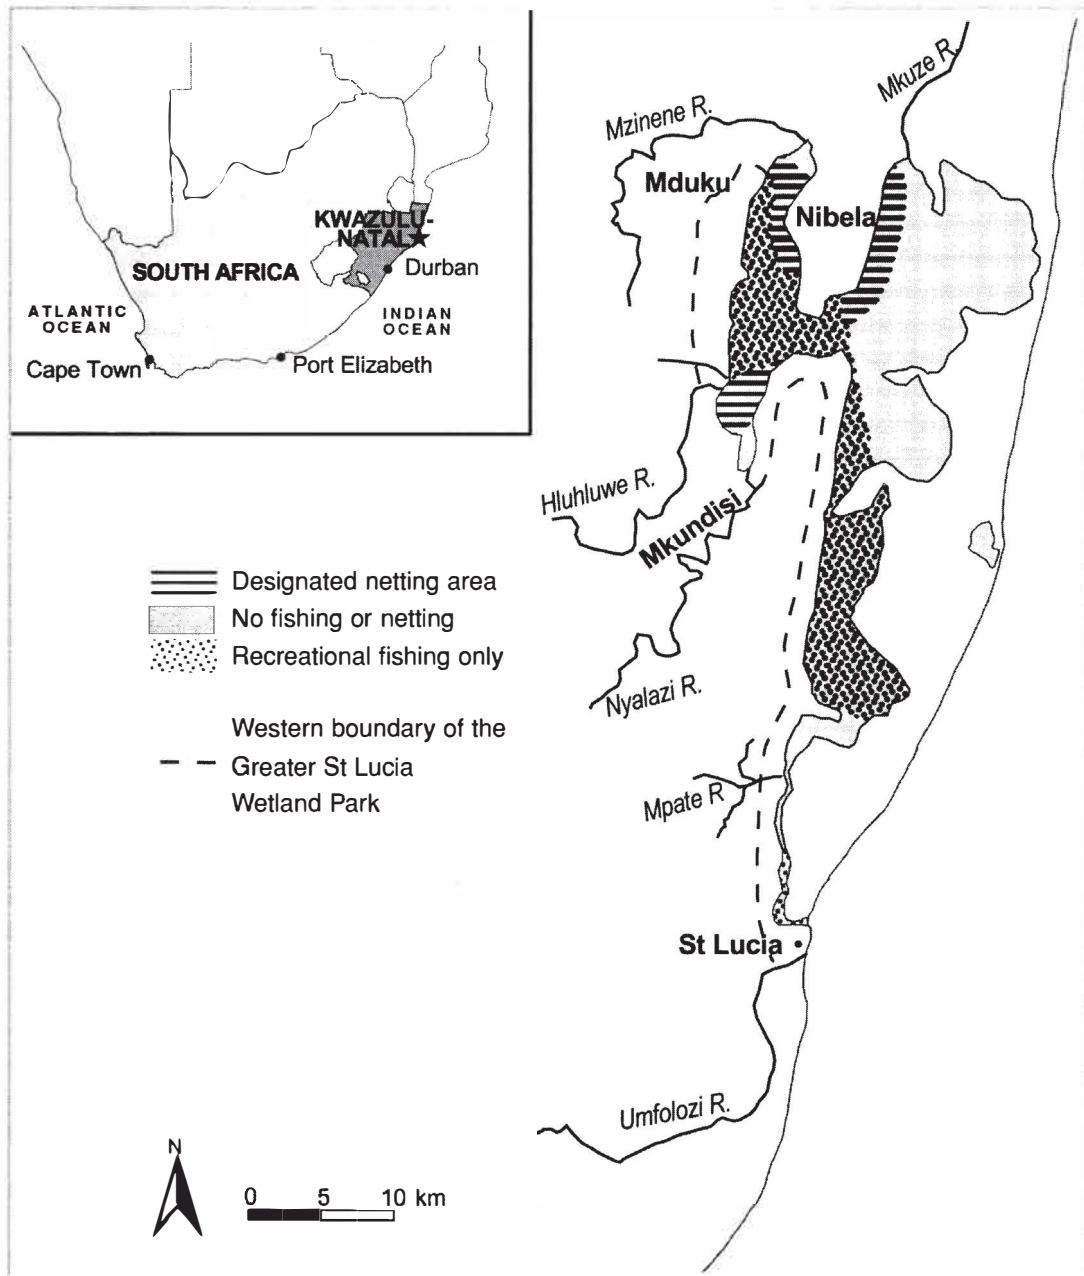 KWAZULU-
NATAL
SOUTH AFRICA
Durban
ATLANTIC
OCEAN
INDIAN
OCEAN
Cape Town
Port Elizabeth
Mkuze R.
Mzinene R.
Mduku
Nibela
Hluhluwe R.
Mkundisi
Nyalazi R.
Mpate R
St Lucia
Umfolozi R.
Designated netting area
No fishing or netting
Recreational fishing only
Western boundary of the
Greater St Lucia
Wetland Park
N
0 5 10 km